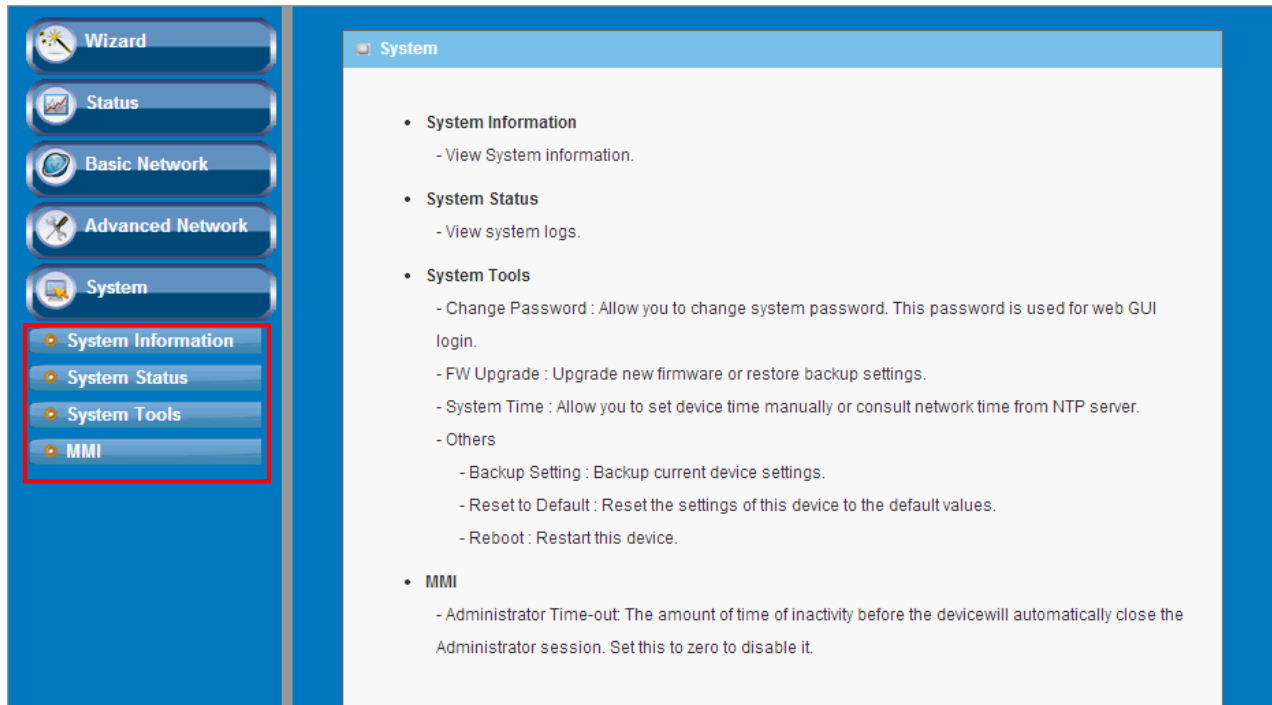 Wizard
Status
Basic Network
Advanced Network
System
System Information
System Status
System Tools
MMI
System
• System Information
- View System information.
• System Status
- View system logs.
• System Tools
- Change Password : Allow you to change system password. This password is used for web GUI
login.
- FW Upgrade : Upgrade new firmware or restore backup settings.
- System Time : Allow you to set device time manually or consult network time from NTP server.
- Others
- Backup Setting : Backup current device settings.
- Reset to Default : Reset the settings of this device to the default values.
- Reboot : Restart this device.
• MMI
- Administrator Time-out: The amount of time of inactivity before the devicewill automatically close the
Administrator session. Set this to zero to disable it.